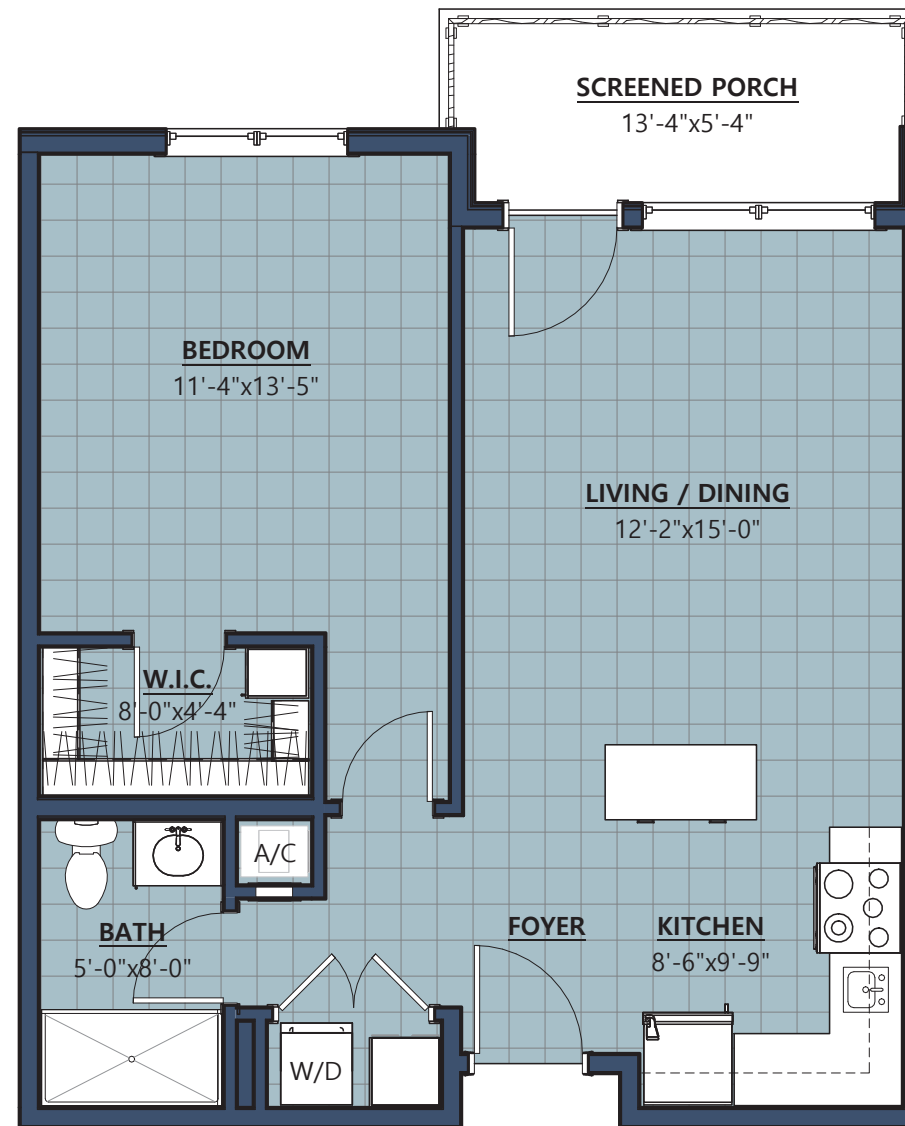 SCREENED PORCH
13'-4"x5'-4"
BEDROOM
11'-4"x13'-5"
LIVING / DINING
12'-2"x15'-0"
W.I.C.
8'-0"x4'-4"
A/C
BATH
5'-0"x8'-0"
FOYER
KITCHEN
8'-6"x9'-9"
W/D